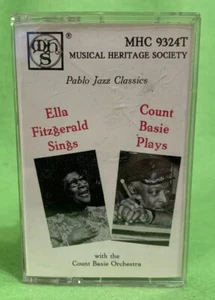 mhs ®
MHC 9324T
MUSICAL HERITAGE SOCIETY
Pablo Jazz Classics
Ella
Fitzgerald
Sings
Count
Basie
Plays
with the
Count Basie Orchestra